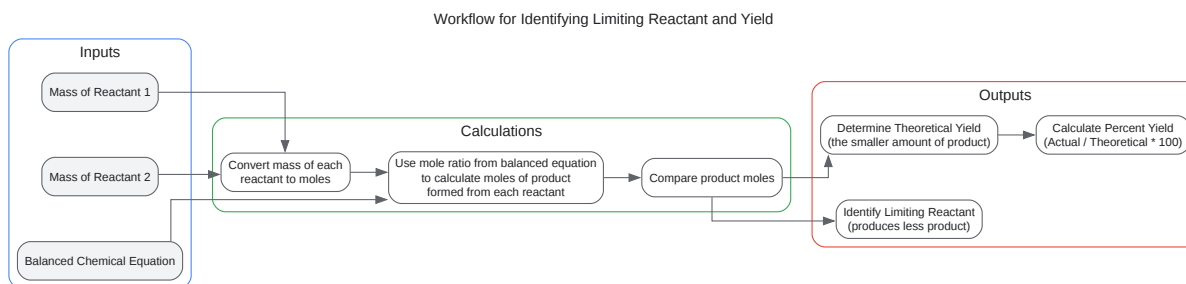 Workflow for Identifying Limiting Reactant and Yield
Inputs
Mass of Reactant 1
Mass of Reactant 2
Balanced Chemical Equation
Calculations
Convert mass of each
reactant to moles
Use mole ratio from balanced equation
to calculate moles of product
formed from each reactant
Compare product moles
Outputs
Determine Theoretical Yield
(the smaller amount of product)
Calculate Percent Yield
(Actual / Theoretical * 100)
Identify Limiting Reactant
(produces less product)